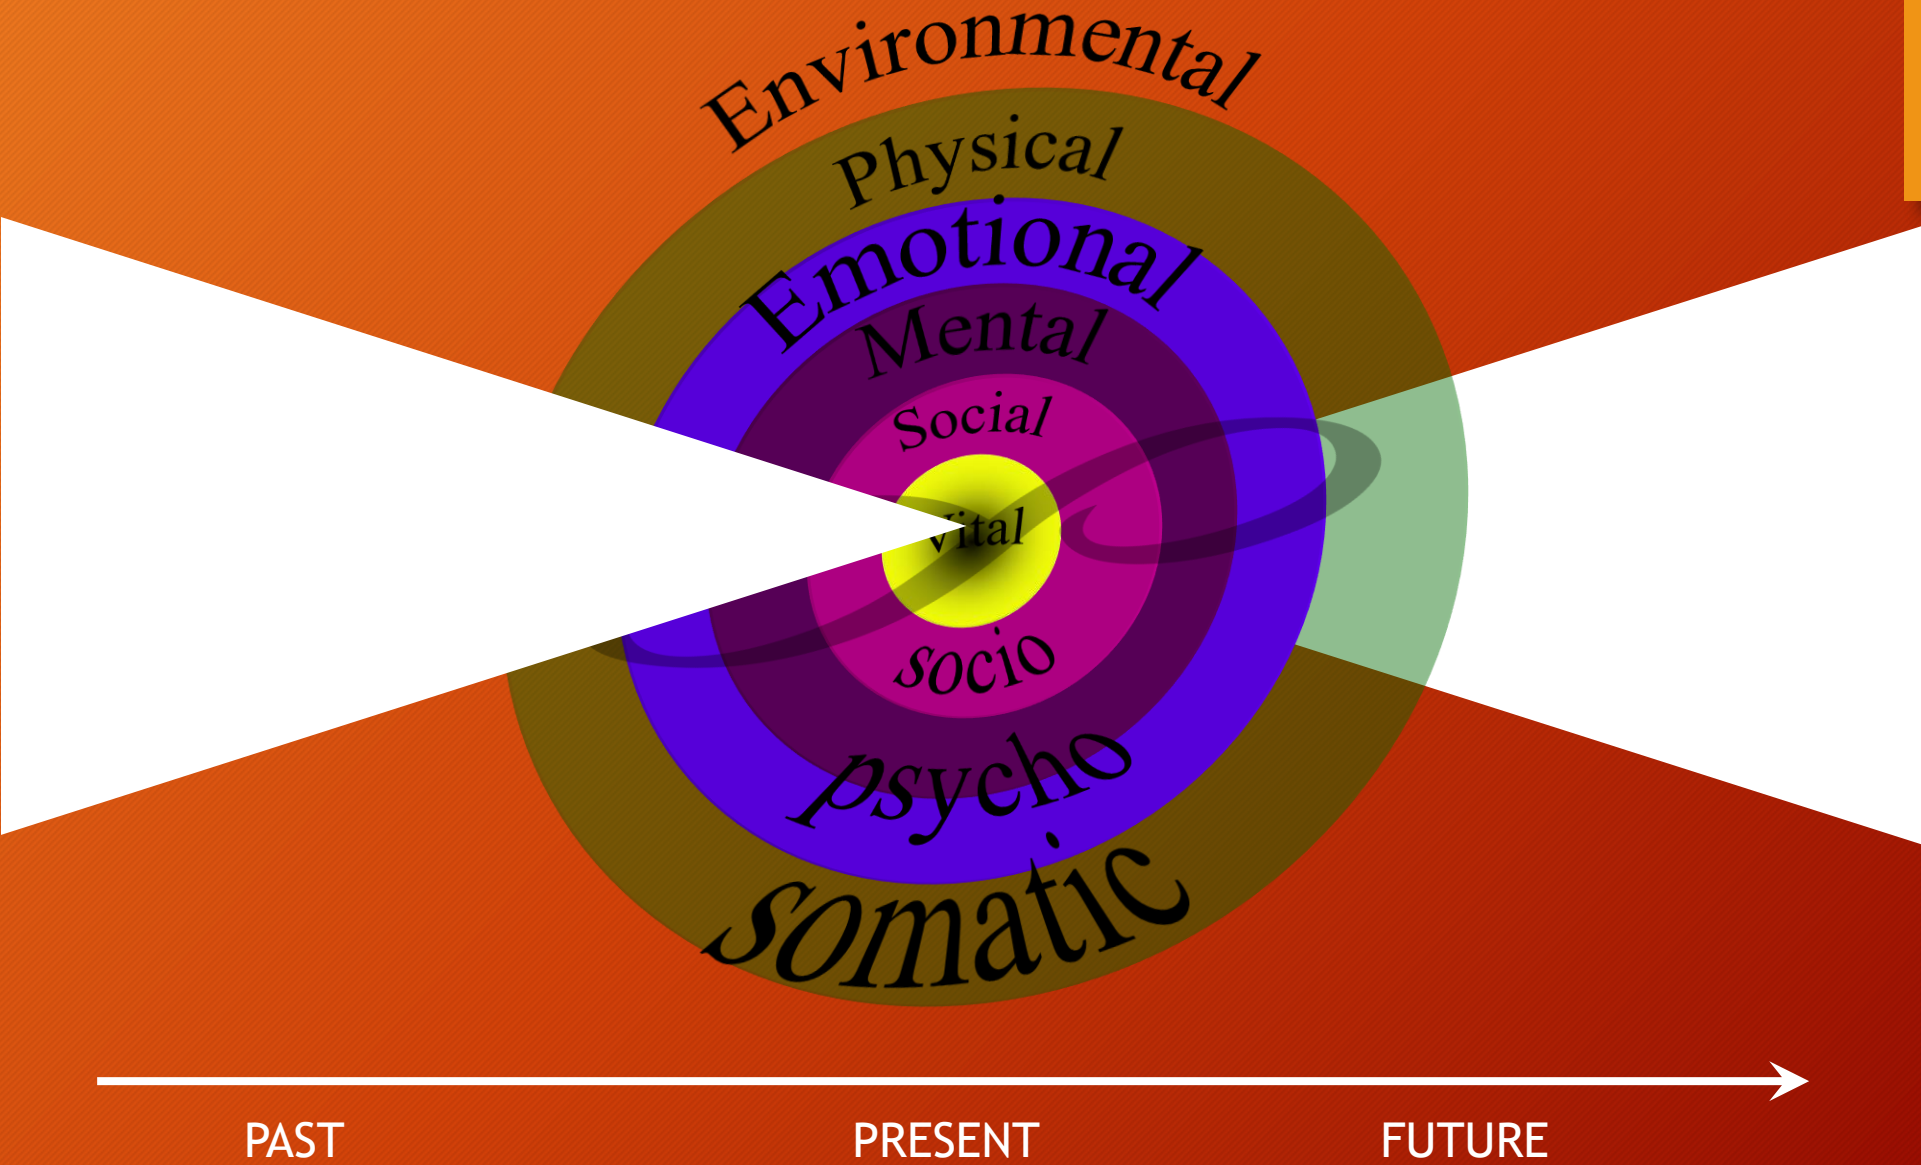 Environmental
Physical
Emotional
Mental
Social
Vital
socio
psycho
somatic
PAST PRESENT FUTURE